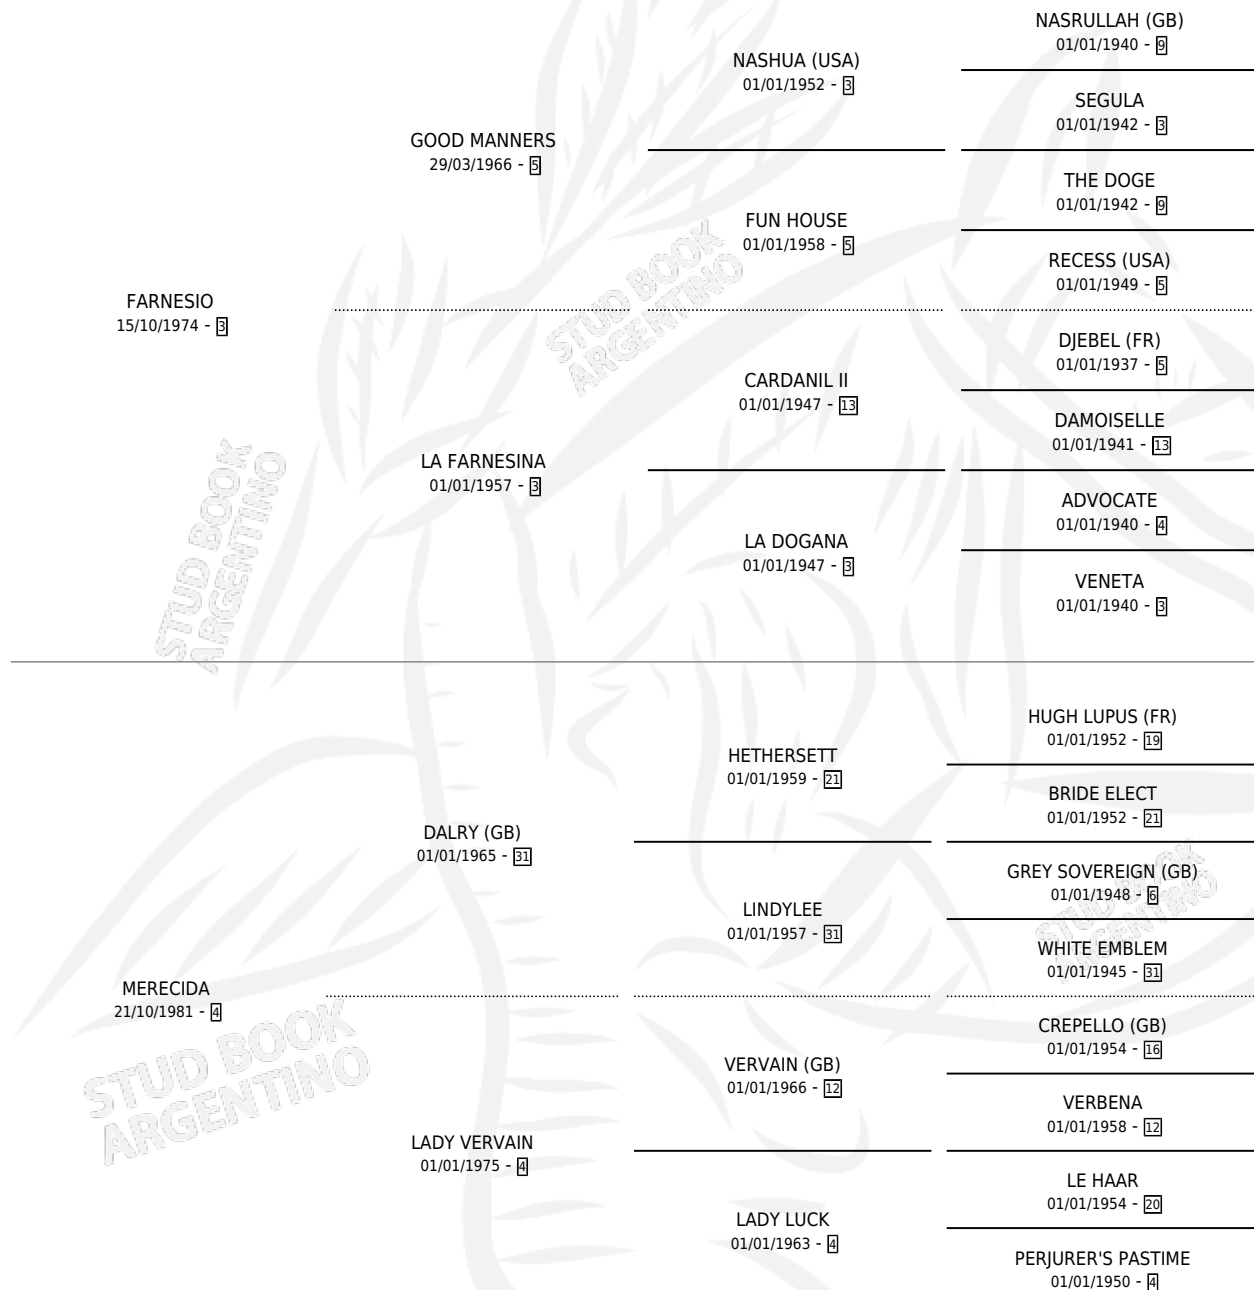 NASRULLAH (GB)
01/01/1940 - 9
NASHUA (USA)
01/01/1952 - 3
SEGULA
01/01/1942 - 3
GOOD MANNERS
29/03/1966 - 5
THE DOGE
01/01/1942 - 9
FUN HOUSE
01/01/1958 - 5
RECESS (USA)
01/01/1949 - 5
FARNESIO
15/10/1974 - 3
DJEBEL (FR)
01/01/1937 - 5
CARDANIL II
01/01/1947 - 13
DAMOISELLE
01/01/1941 - 13
LA FARNESINA
01/01/1957 - 3
ADVOCATE
01/01/1940 - 4
LA DOGANA
01/01/1947 - 3
VENETA
01/01/1940 - 3
HUGH LUPUS (FR)
01/01/1952 - 19
HETHERSETT
01/01/1959 - 21
BRIDE ELECT
01/01/1952 - 21
DALRY (GB)
01/01/1965 - 31
GREY SOVEREIGN (GB)
01/01/1948 - 6
LINDYLEE
01/01/1957 - 31
WHITE EMBLEM
01/01/1945 - 31
MERECIDA
21/10/1981 - 4
CREPELLO (GB)
01/01/1954 - 16
VERVAIN (GB)
01/01/1966 - 12
VERBENA
01/01/1958 - 12
LADY VERVAIN
01/01/1975 - 4
LE HAAR
01/01/1954 - 20
LADY LUCK
01/01/1963 - 4
PERJURER'S PASTIME
01/01/1950 - 4
STUD BOOK
ARGENTINO
STUD BOOK
ARGENTINO
STUD BOOK
ARGENTINO
STUD BOOK
ARGENTINO